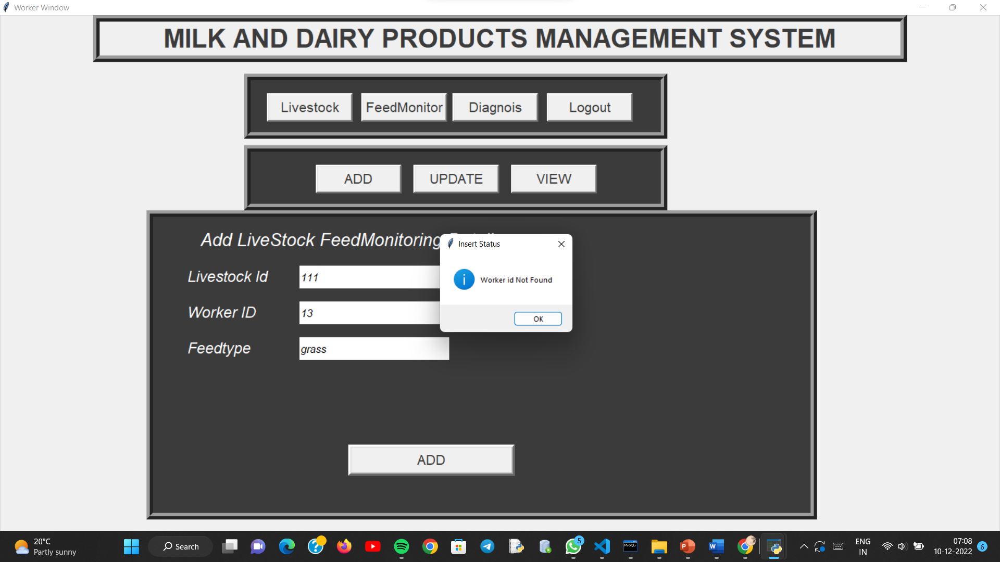 Worker Window
MILK AND DAIRY PRODUCTS MANAGEMENT SYSTEM
Livestock FeedMonitor Diagnois Logout
ADD UPDATE VIEW
Add LiveStock FeedMonitoring
Insert Status
Worker id Not Found
OK
Livestock Id 111
Worker ID 13
Feedtype grass
ADD
20°C
Partly sunny
Search
5
MySQL
ENG
IN
07:08
10-12-2022
6